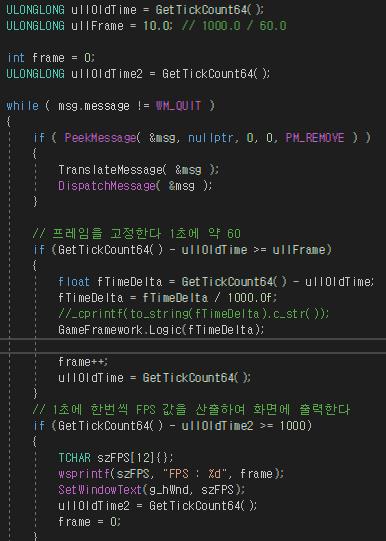 ULONGLONG ullOldTime = GetTickCount64();
ULONGLONG ullFrame = 10.0; // 1000.0 / 60.0
int frame = 0;
ULONGLONG ullOldTime2 = GetTickCount64();
while ( msg.message != WM_QUIT )
{
if ( PeekMessage( &msg, nullptr, 0, 0, PM_REMOVE ) )
{
TranslateMessage( &msg );
DispatchMessage( &msg );
}
// 프레임을 고정한다 1초에 약 60
if (GetTickCount64() - ullOldTime >= ullFrame)
{
float fTimeDelta = GetTickCount64() - ullOldTime;
fTimeDelta = fTimeDelta / 1000.0f;
//_cprintf(to_string(fTimeDelta).c_str());
GameFramework.Logic(fTimeDelta);
frame++;
ullOldTime = GetTickCount64();
}
// 1초에 한번씩 FPS 값을 산출하여 화면에 출력한다
if (GetTickCount64() - ullOldTime2 >= 1000)
{
TCHAR szFPS[12]{};
wsprintf(szFPS, "FPS : %d", frame);
SetWindowText(g_hWnd, szFPS);
ullOldTime2 = GetTickCount64();
frame = 0;
}